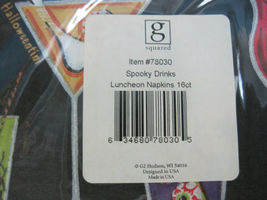 Halloweentini
g
squared
Item #78030
Spooky Drinks
Luncheon Napkins 16ct
6 34680 78030 5
© G2 Hudson, WI 54016
Designed in USA
Made in USA